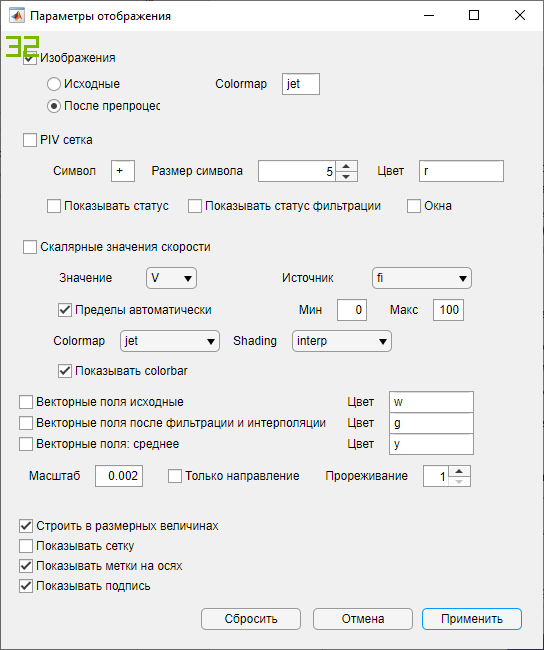 Параметры отображения
32
Изображения
Исходные Colormap jet
После препроцес
PIV сетка
Символ + Размер символа 5 Цвет r
Показывать статус Показывать статус фильтрации Окна
Скалярные значения скорости
Значение V Источник fi
Пределы автоматически Мин 0 Макс 100
Colormap jet Shading interp
Показывать colorbar
Векторные поля исходные Цвет w
Векторные поля после фильтрации и интерполяции Цвет g
Векторные поля: среднее Цвет y
Масштаб 0.002 Только направление Прореживание 1
Строить в размерных величинах
Показывать сетку
Показывать метки на осях
Показывать подпись
Сбросить Отмена Применить